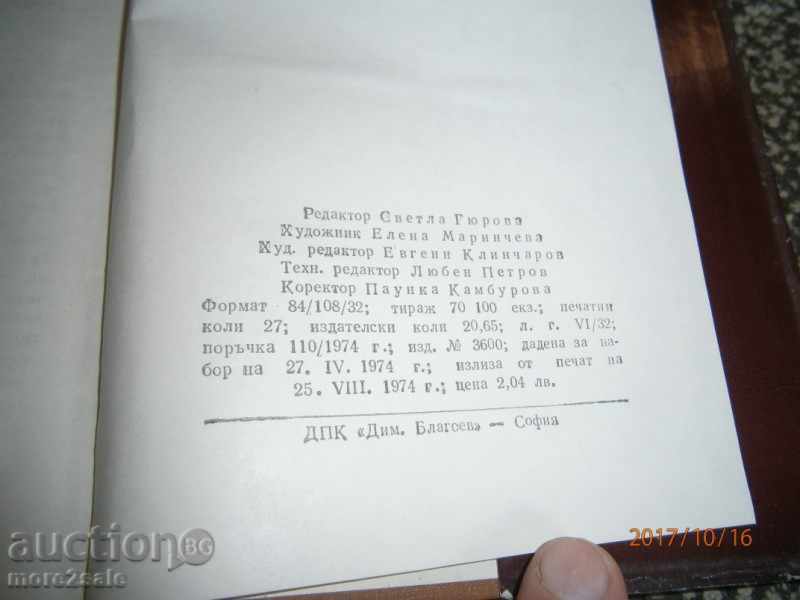 Редактор Светла Гюрова
Художник Елена Маринчева
Худ. редактор Евгени Клинчаров
Техн. редактор Любен Петров
Коректор Паунка Камбурова
Формат 84/108/32; тираж 70 100 екз.; печатни
коли 27; издателски коли 20,65; л. г. VI/32;
поръчка 110/1974 г.; изд. № 3600; дадена за на-
бор на 27. IV. 1974 г.; излиза от печат на
25. VIII. 1974 г.; цена 2,04 лв.
ДПК «Дим. Благоев» — София
2017/10/16
auction BG
more2sale